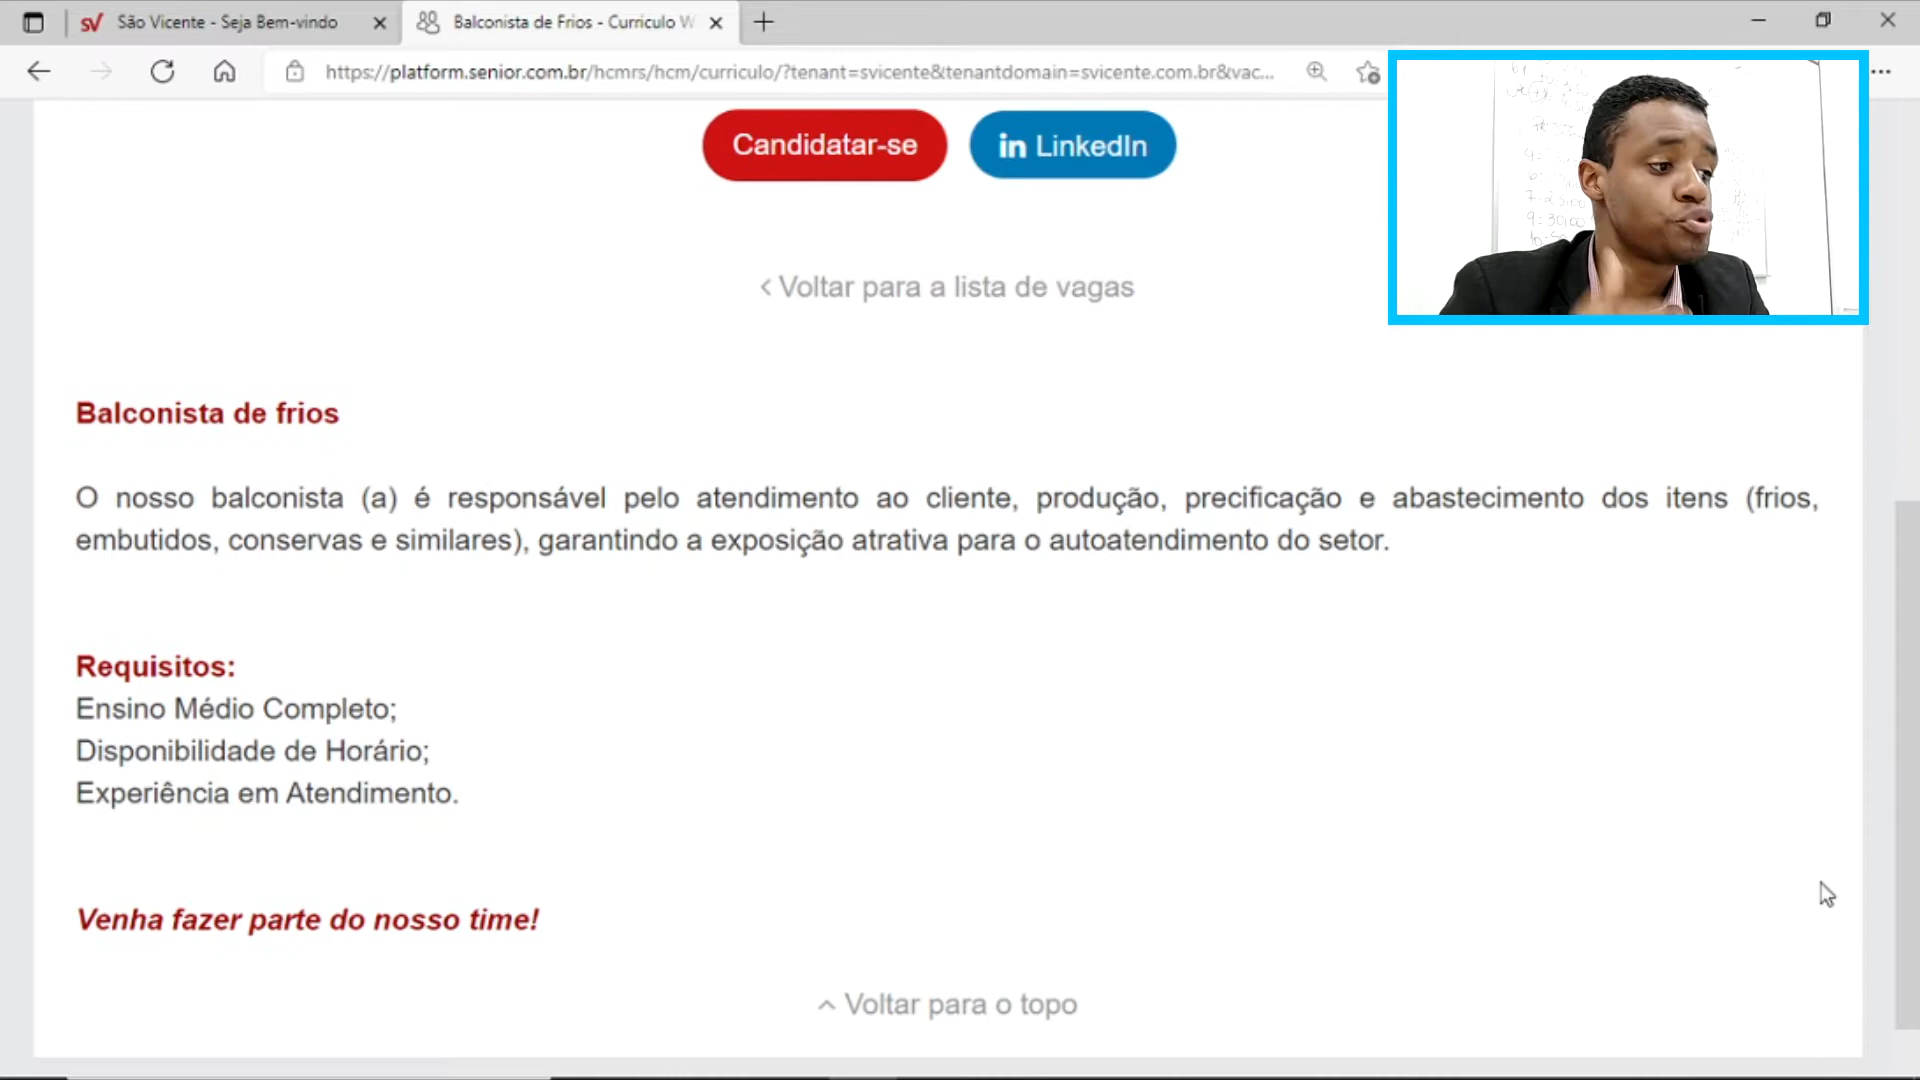 São Vicente - Seja Bem-vindo
Balconista de Frios - Curriculo W
https://platform.senior.com.br/hcmrs/hcm/curriculo/?tenant=svicente&tenantdomain=svicente.com.br&vac...
Candidatar-se
in LinkedIn
Voltar para a lista de vagas
Balconista de frios
O nosso balconista (a) é responsável pelo atendimento ao cliente, produção, precificação e abastecimento dos itens (frios,
embutidos, conservas e similares), garantindo a exposição atrativa para o autoatendimento do setor.
Requisitos:
Ensino Médio Completo;
Disponibilidade de Horário;
Experiência em Atendimento.
Venha fazer parte do nosso time!
Voltar para o topo